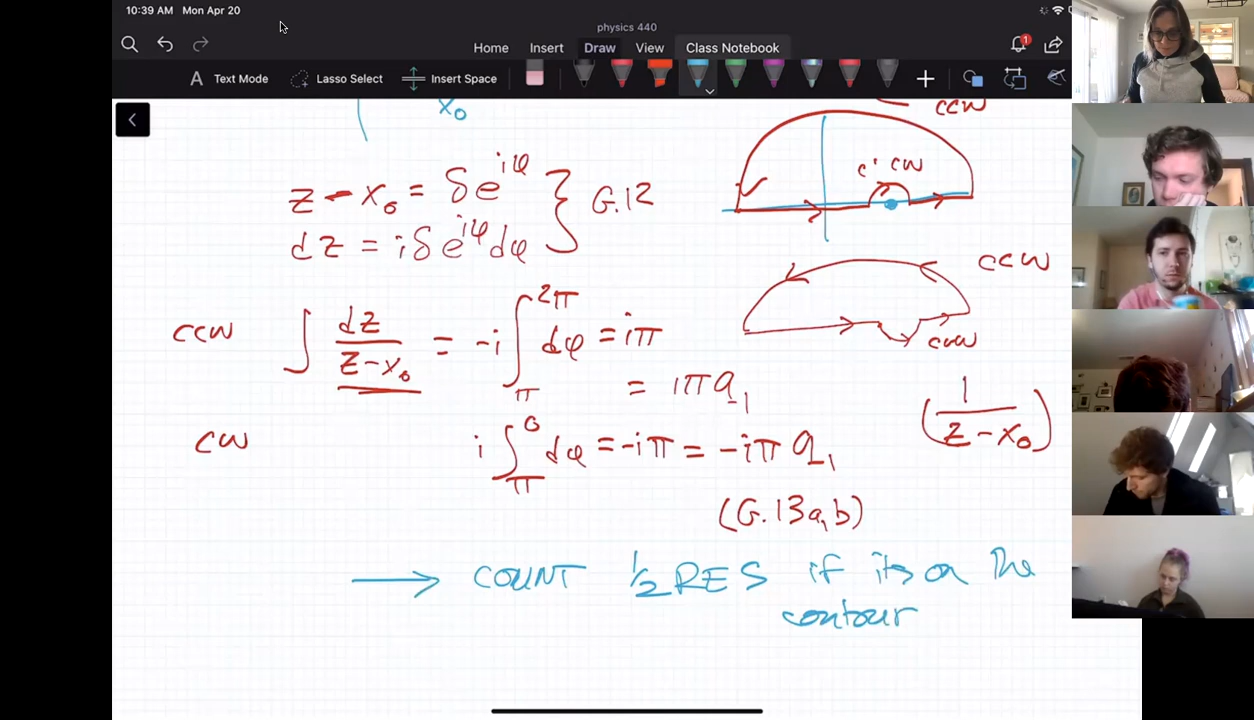 10:39 AM Mon Apr 20
physics 440
Home Insert Draw View Class Notebook
1
A Text Mode Lasso Select Insert Space
x₀
ccw
c' cw
z - x₀ = δe^{iφ} } G.12
dz = iδe^{iφ}dφ
ccw
ccw
ccw ∫ dz/(z-x₀) = -i ∫_π^{2π} dφ = iπ
= iπa₋₁
(1/(z-x₀))
cw i ∫_π^0 dφ = -iπ = -iπ a₋₁
(G.13a,b)
→ COUNT ½ RES if its on the
contour